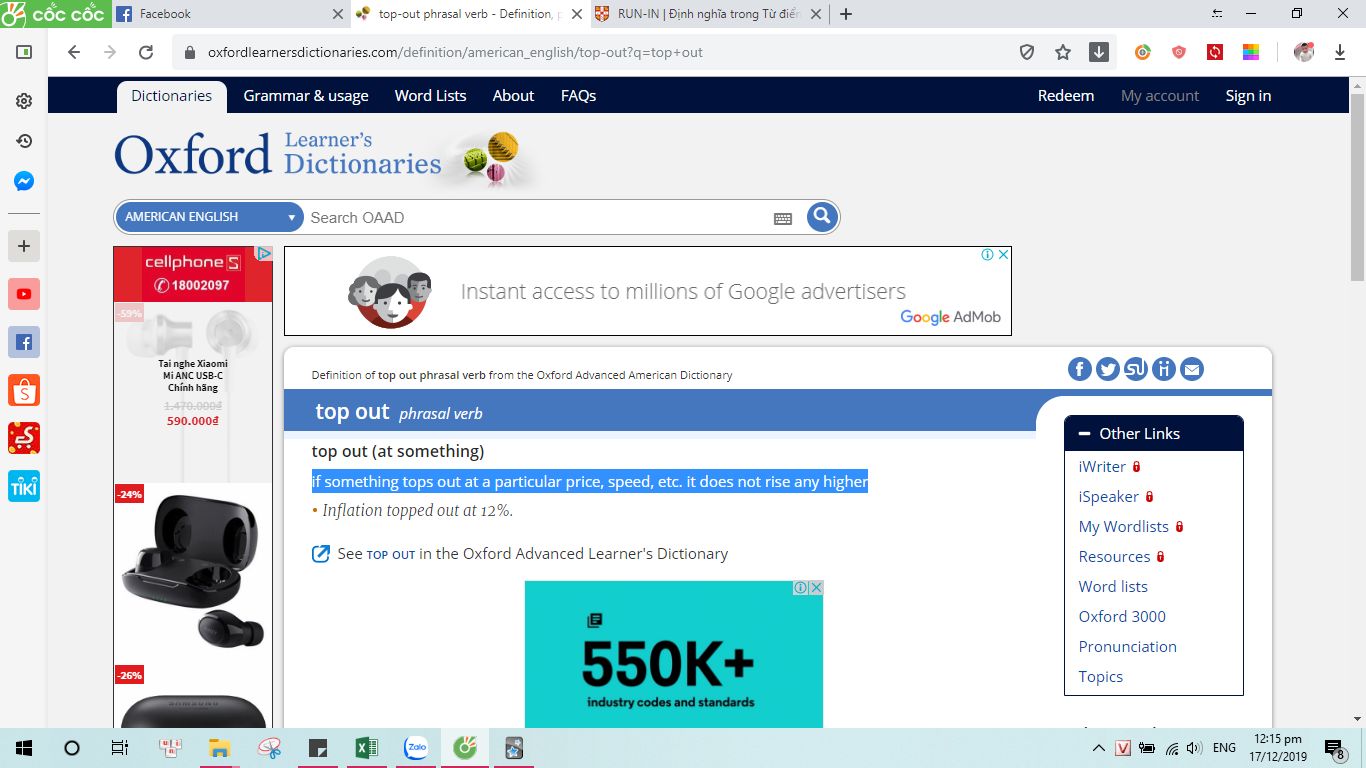 cốc cốc
Facebook
top-out phrasal verb - Definition, p
RUN-IN | Định nghĩa trong Từ điển
oxfordlearnersdictionaries.com/definition/american_english/top-out?q=top+out
Dictionaries
Grammar & usage
Word Lists
About
FAQs
Redeem
My account
Sign in
Oxford Learner's Dictionaries
AMERICAN ENGLISH
Search OAAD
cellphone S
18002097
-59%
Tai nghe Xiaomi
Mi ANC USB-C
Chính hãng
1.470.000₫
590.000₫
-24%
-26%
SAMSUNG
Instant access to millions of Google advertisers
Google AdMob
Definition of top out phrasal verb from the Oxford Advanced American Dictionary
top out phrasal verb
top out (at something)
if something tops out at a particular price, speed, etc. it does not rise any higher
• Inflation topped out at 12%.
See TOP OUT in the Oxford Advanced Learner's Dictionary
550K+
industry codes and standards
Other Links
iWriter
iSpeaker
My Wordlists
Resources
Word lists
Oxford 3000
Pronunciation
Topics
TIKI
Zalo
V
ENG
12:15 pm
17/12/2019
8